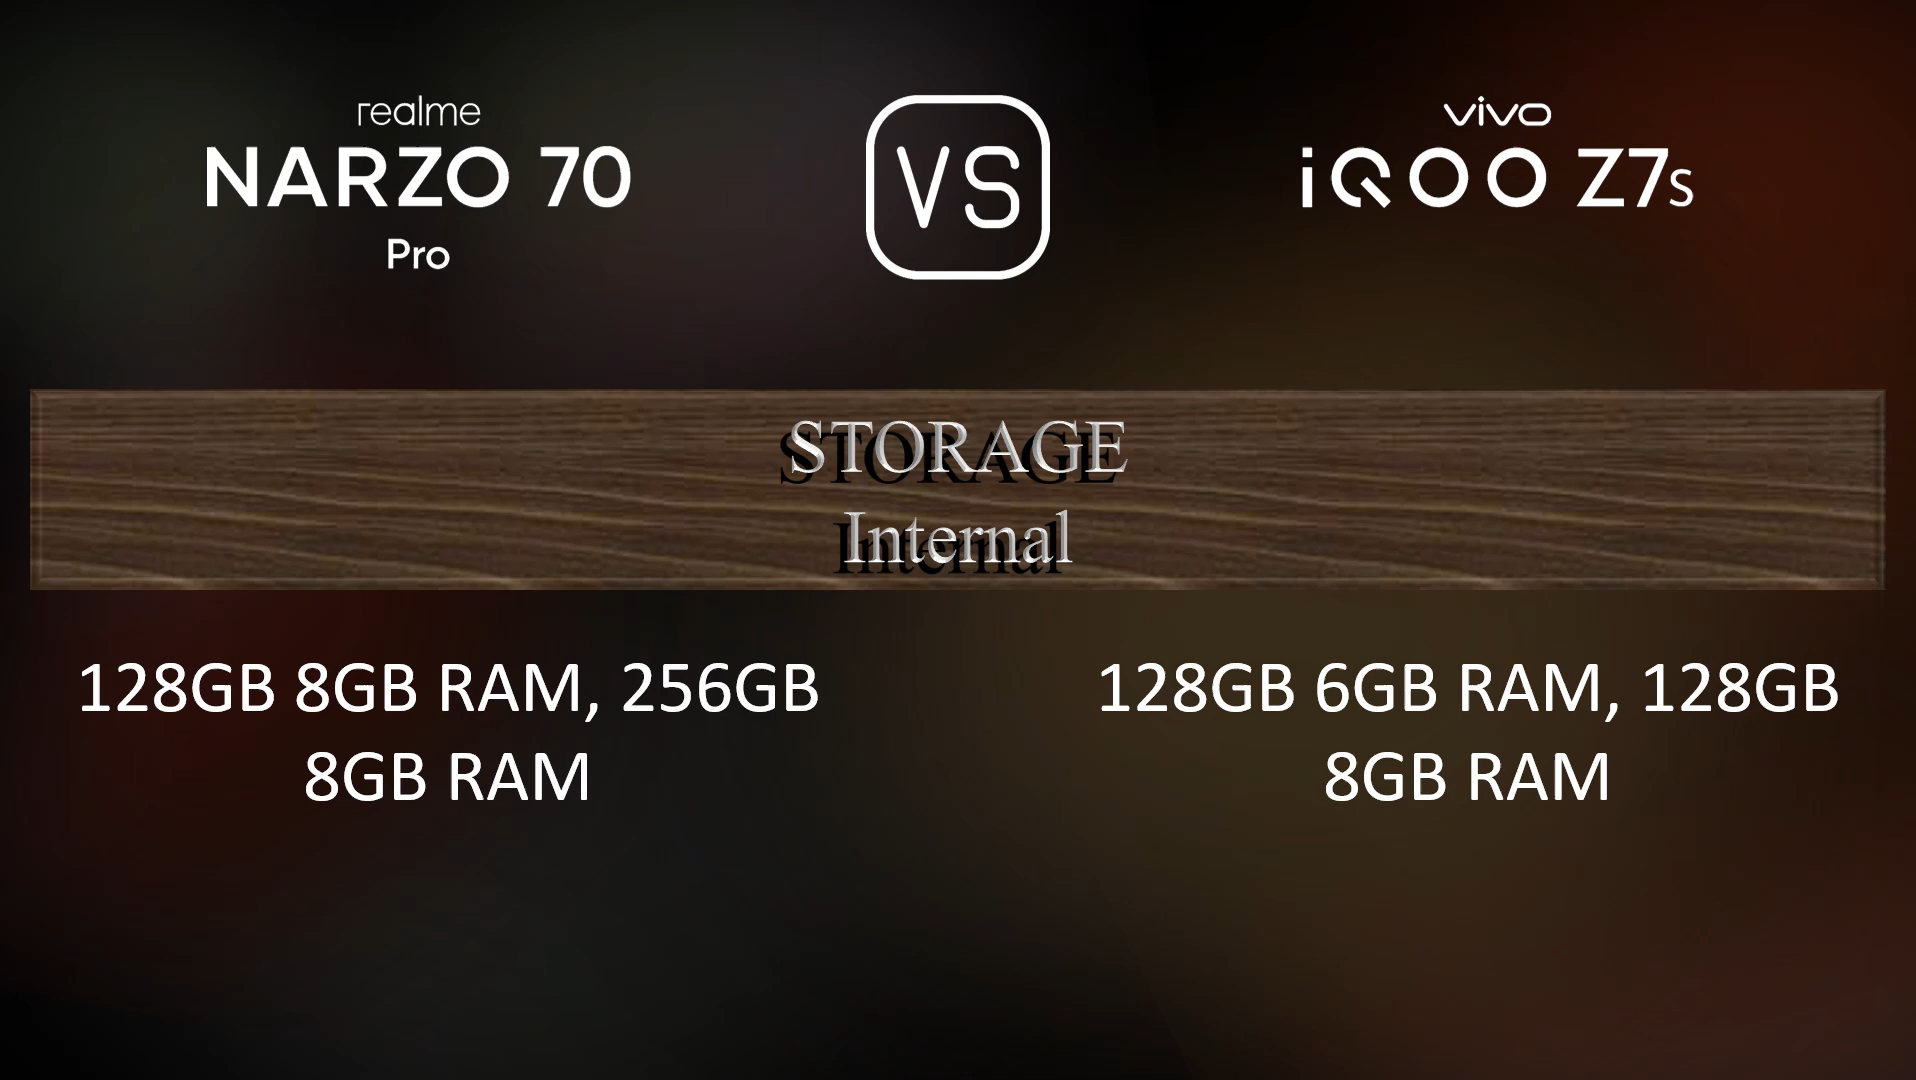 realme
NARZO 70
Pro
VS
vivo
iQOO Z7s
STORAGE
Internal
128GB 8GB RAM, 256GB
8GB RAM
128GB 6GB RAM, 128GB
8GB RAM